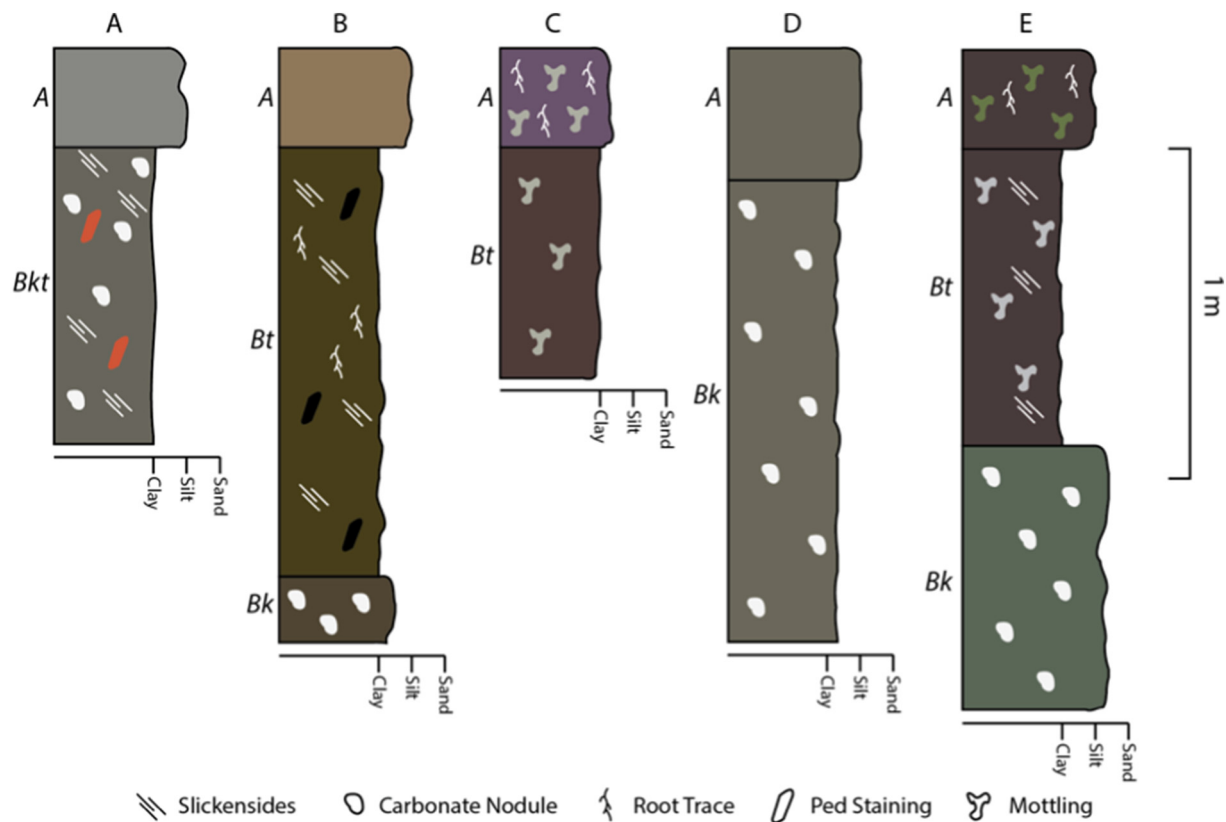 A
B
C
D
E
A
Bkt
Clay
Silt
Sand
A
Bt
Bk
Clay
Silt
Sand
A
Bt
Clay
Silt
Sand
A
Bk
Clay
Silt
Sand
A
Bt
Bk
Clay
Silt
Sand
1 m
Slickensides
Carbonate Nodule
Root Trace
Ped Staining
Mottling